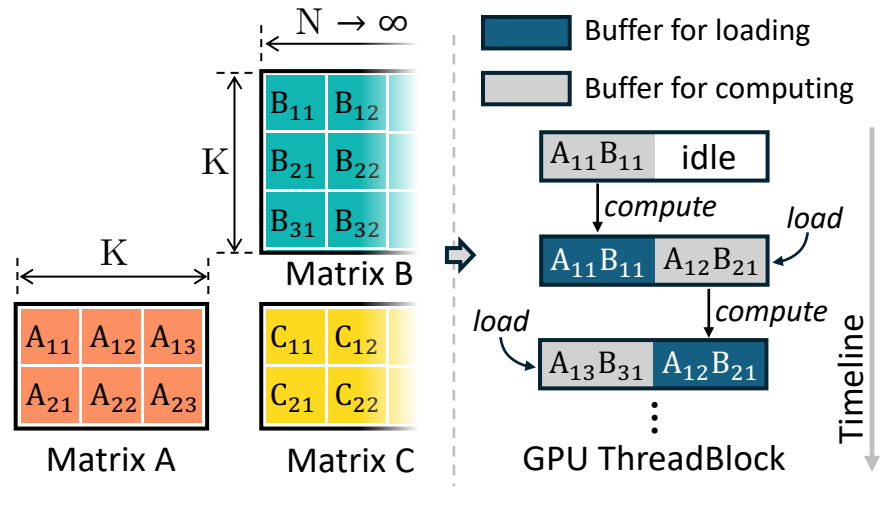 N → ∞
K
B₁₁ B₁₂
B₂₁ B₂₂
B₃₁ B₃₂
Matrix B
K
A₁₁ A₁₂ A₁₃
A₂₁ A₂₂ A₂₃
Matrix A
C₁₁ C₁₂
C₂₁ C₂₂
Matrix C
Buffer for loading
Buffer for computing
A₁₁B₁₁ idle
compute
load
A₁₁B₁₁ A₁₂B₂₁
compute
load
A₁₃B₃₁ A₁₂B₂₁
⋮
GPU ThreadBlock
Timeline